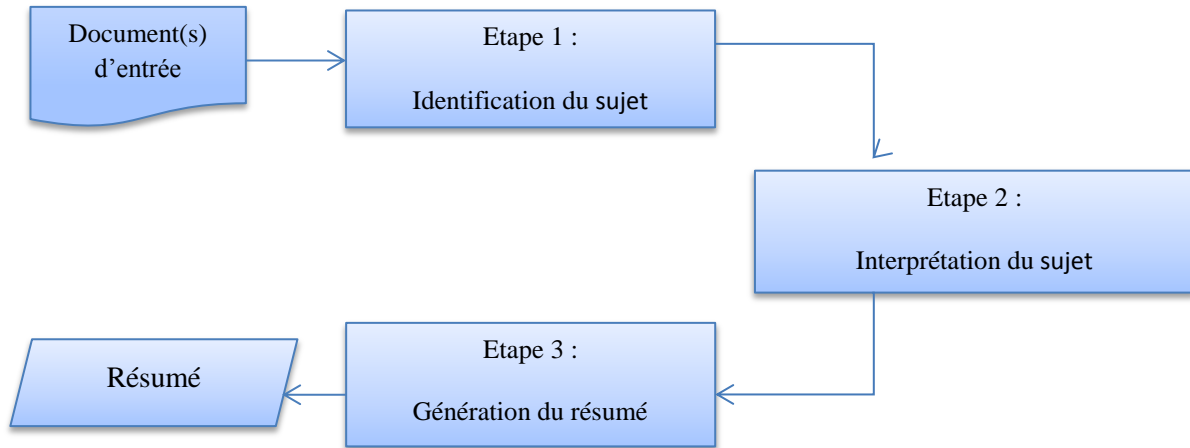 Document(s)
d’entrée
Etape 1 :
Identification du sujet
Etape 2 :
Interprétation du sujet
Etape 3 :
Génération du résumé
Résumé